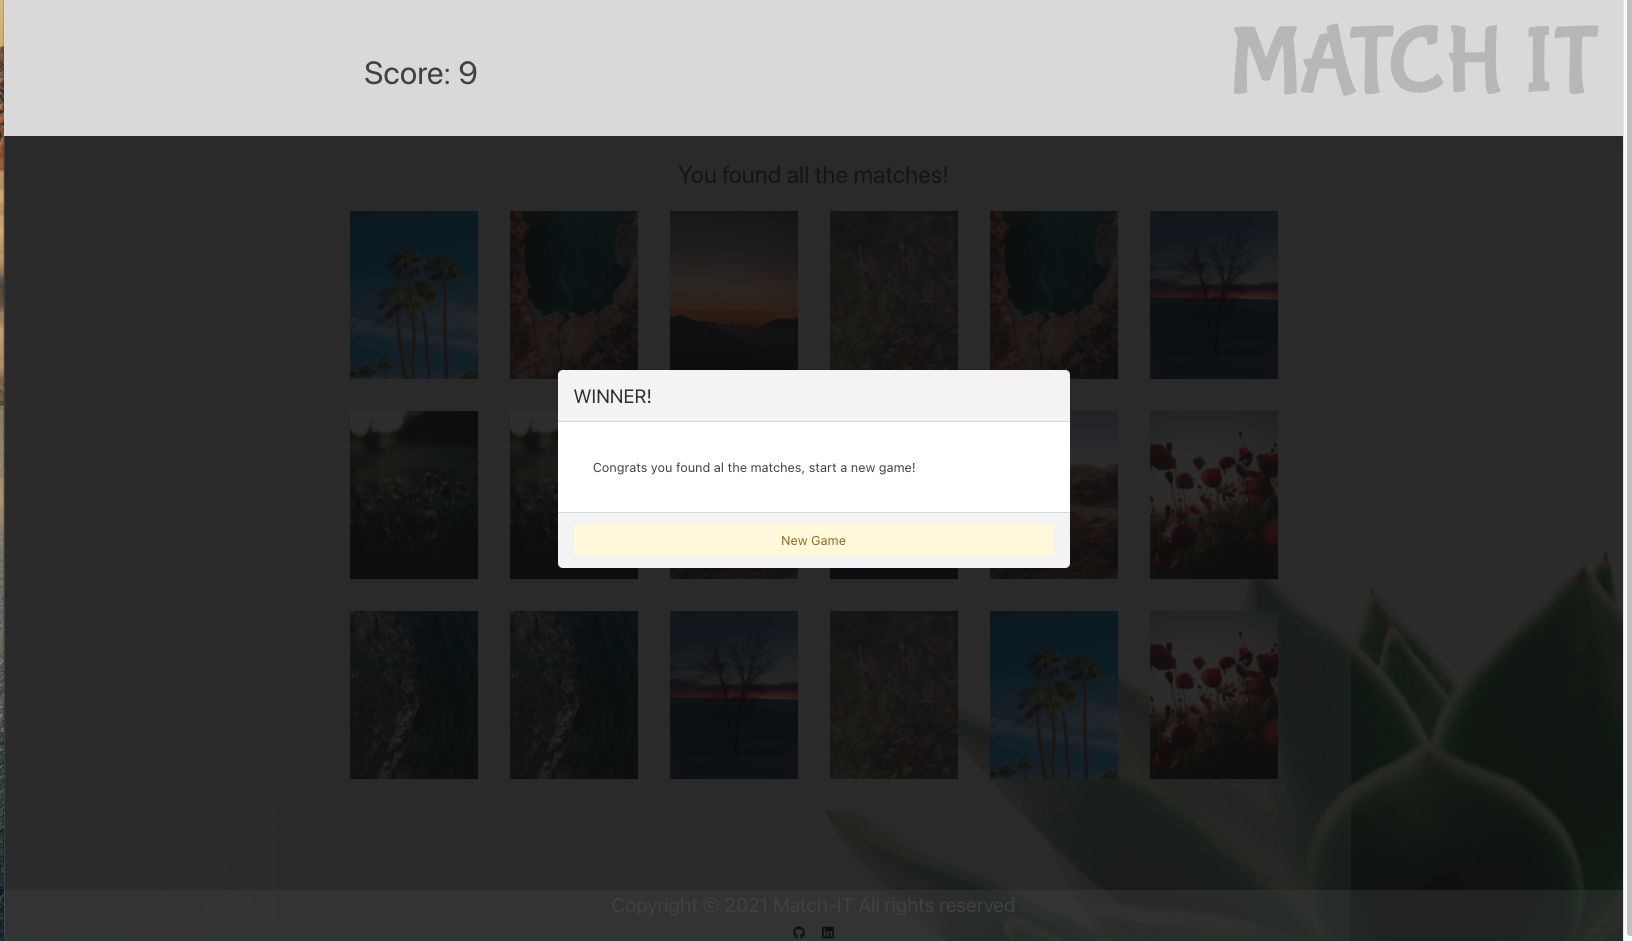 Score: 9
MATCH IT
You found all the matches!
WINNER!
Congrats you found al the matches, start a new game!
New Game
Copyright © 2021 Match-IT All rights reserved